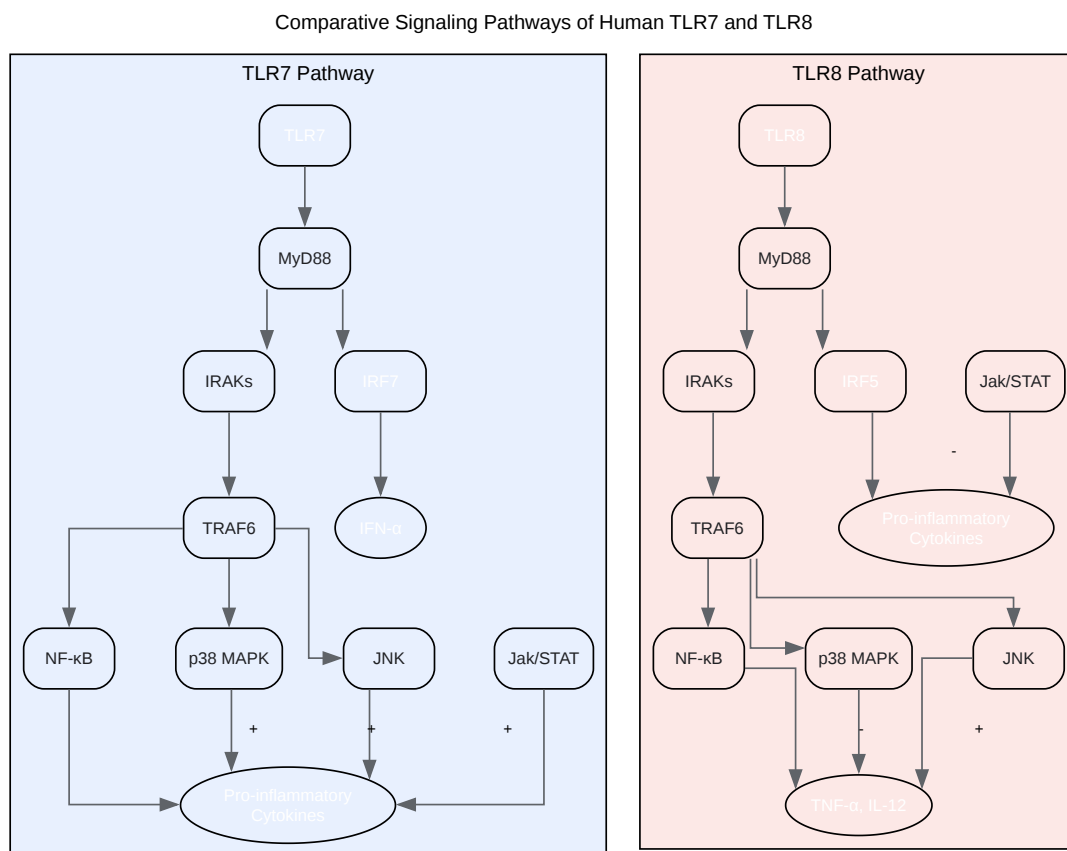 Comparative Signaling Pathways of Human TLR7 and TLR8
TLR7 Pathway
TLR7
MyD88
IRAKs
IRF7
TRAF6
IFN-α
NF-κB
p38 MAPK
JNK
Jak/STAT
+
+
+
Pro-inflammatory
Cytokines
TLR8 Pathway
TLR8
MyD88
IRAKs
IRF5
Jak/STAT
-
TRAF6
Pro-inflammatory
Cytokines
NF-κB
p38 MAPK
JNK
-
+
TNF-α, IL-12